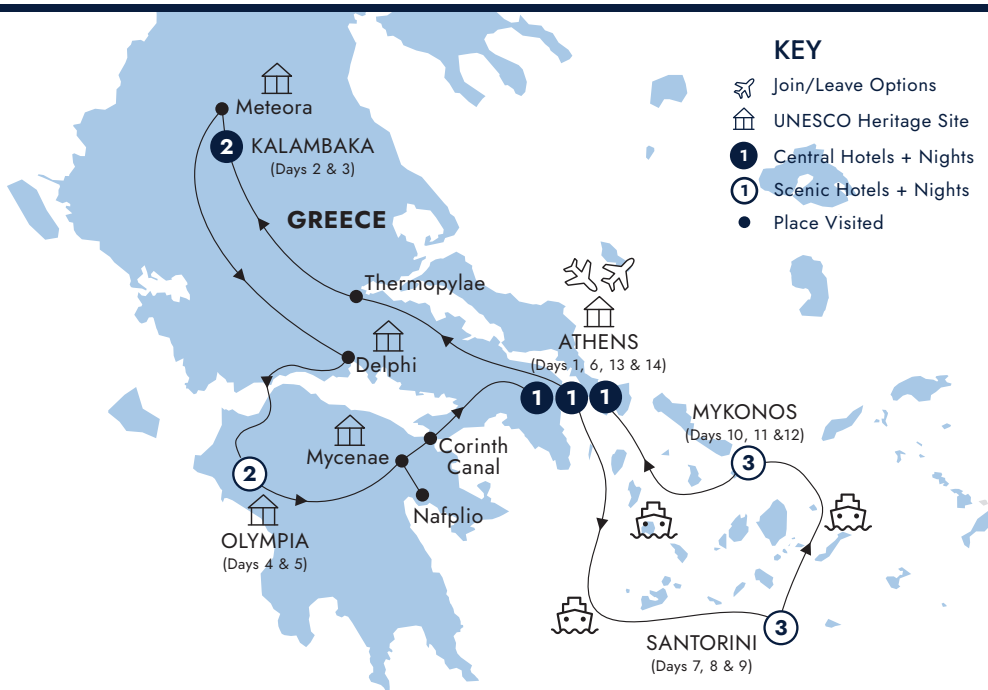 KEY
Join/Leave Options
UNESCO Heritage Site
1 Central Hotels + Nights
1 Scenic Hotels + Nights
Place Visited
Meteora
2 KALAMBAKA
(Days 2 & 3)
GREECE
Thermopylae
Delphi
ATHENS
(Days 1, 6, 13 & 14)
1 1 1
MYKONOS
(Days 10, 11 &12)
3
Corinth
Canal
Mycenae
2
Nafplio
OLYMPIA
(Days 4 & 5)
3
SANTORINI
(Days 7, 8 & 9)